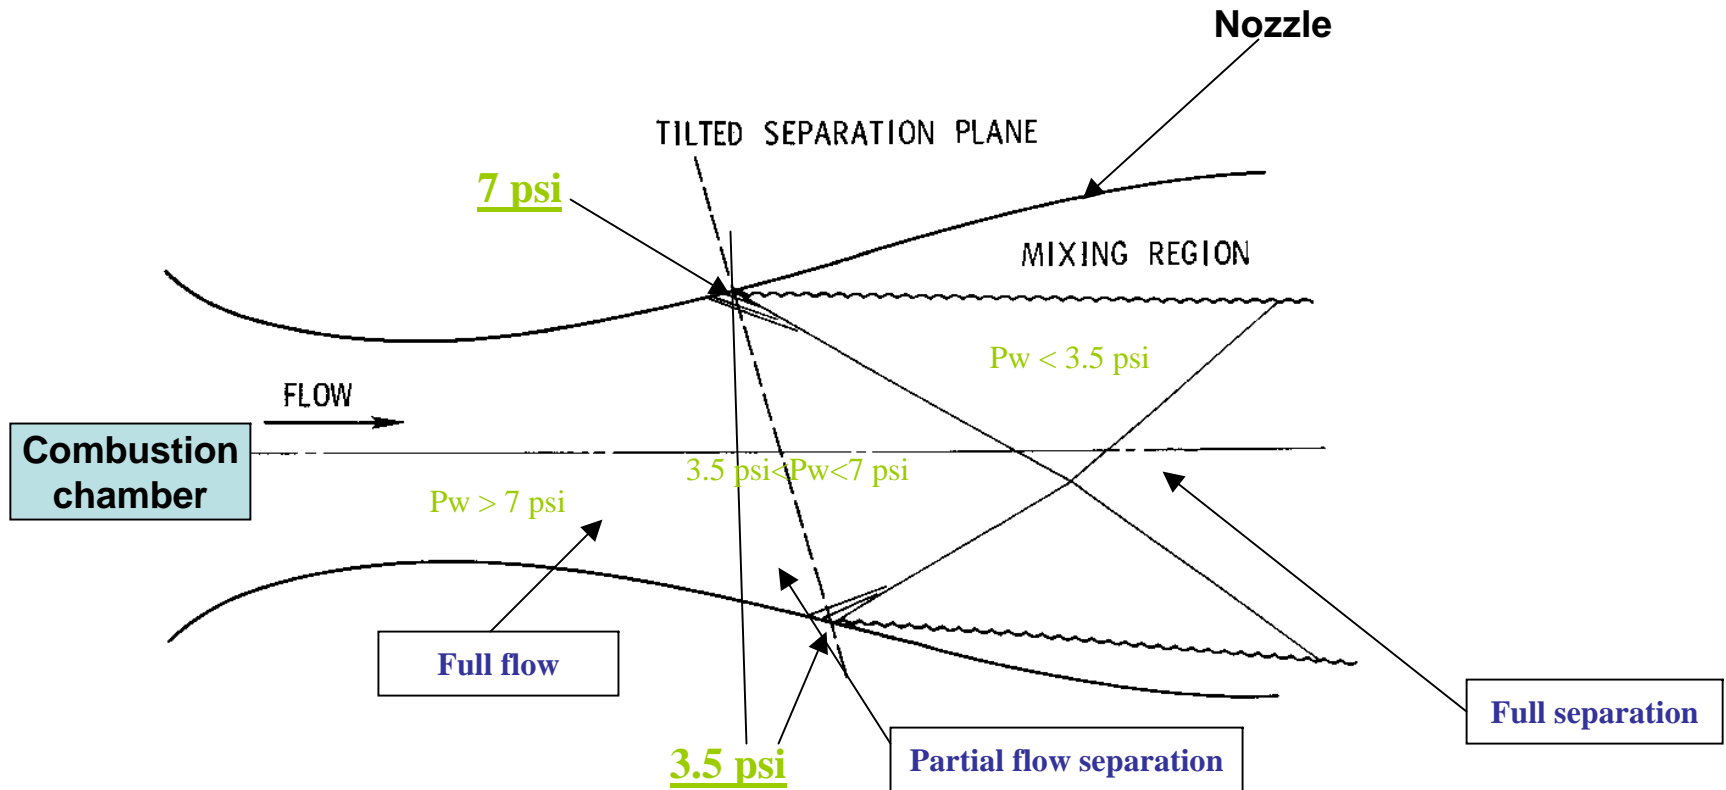 Nozzle
TILTED SEPARATION PLANE
7 psi
MIXING REGION
Pw < 3.5 psi
FLOW
Combustion
chamber
3.5 psi<Pw<7 psi
Pw > 7 psi
Full flow
Full separation
3.5 psi
Partial flow separation